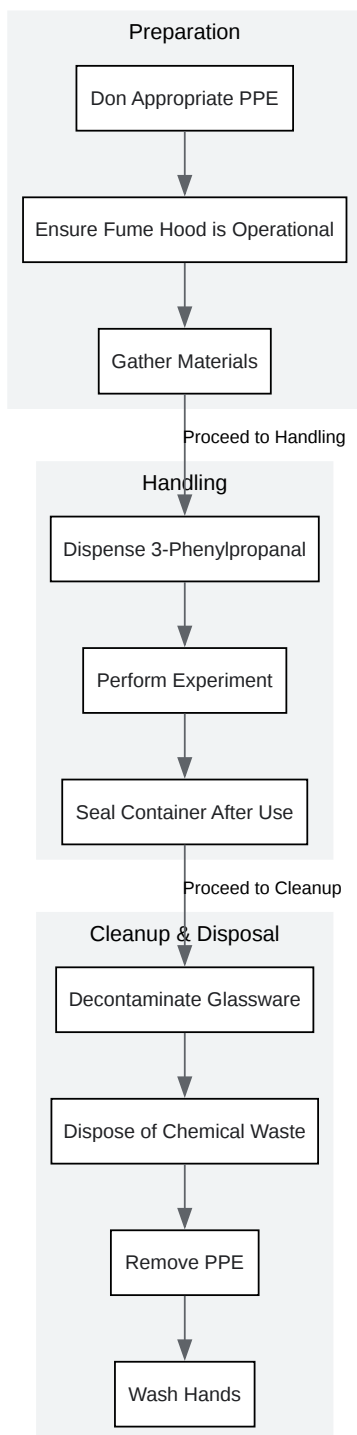 Preparation
Don Appropriate PPE
Ensure Fume Hood is Operational
Gather Materials
Proceed to Handling
Handling
Dispense 3-Phenylpropanal
Perform Experiment
Seal Container After Use
Proceed to Cleanup
Cleanup & Disposal
Decontaminate Glassware
Dispose of Chemical Waste
Remove PPE
Wash Hands